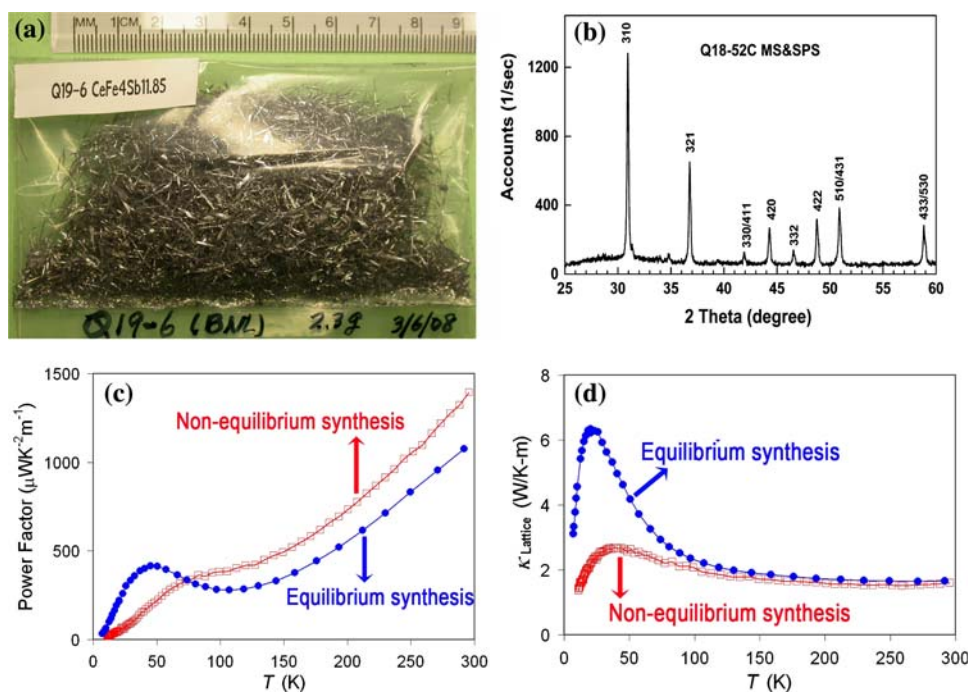 (a)
MM 1 CM 2 3 4 5 6 7 8 9
Q19-6 CeFe4Sb11.85
Q19-6 (BNL) 2.3g 3/6/08
(b)
Q18-52C MS&SPS
Accounts (1/sec)
1200
800
400
0
310
321
330/411
420
332
422
510/431
433/530
25 30 35 40 45 50 55 60
2 Theta (degree)
(c)
Power Factor (μWK⁻²m⁻¹)
1500
1000
500
0
Non-equilibrium synthesis
Equilibrium synthesis
0 50 100 150 200 250 300
T (K)
(d)
κLattice (W/K-m)
8
6
4
2
0
Equilibrium synthesis
Non-equilibrium synthesis
0 50 100 150 200 250 300
T (K)